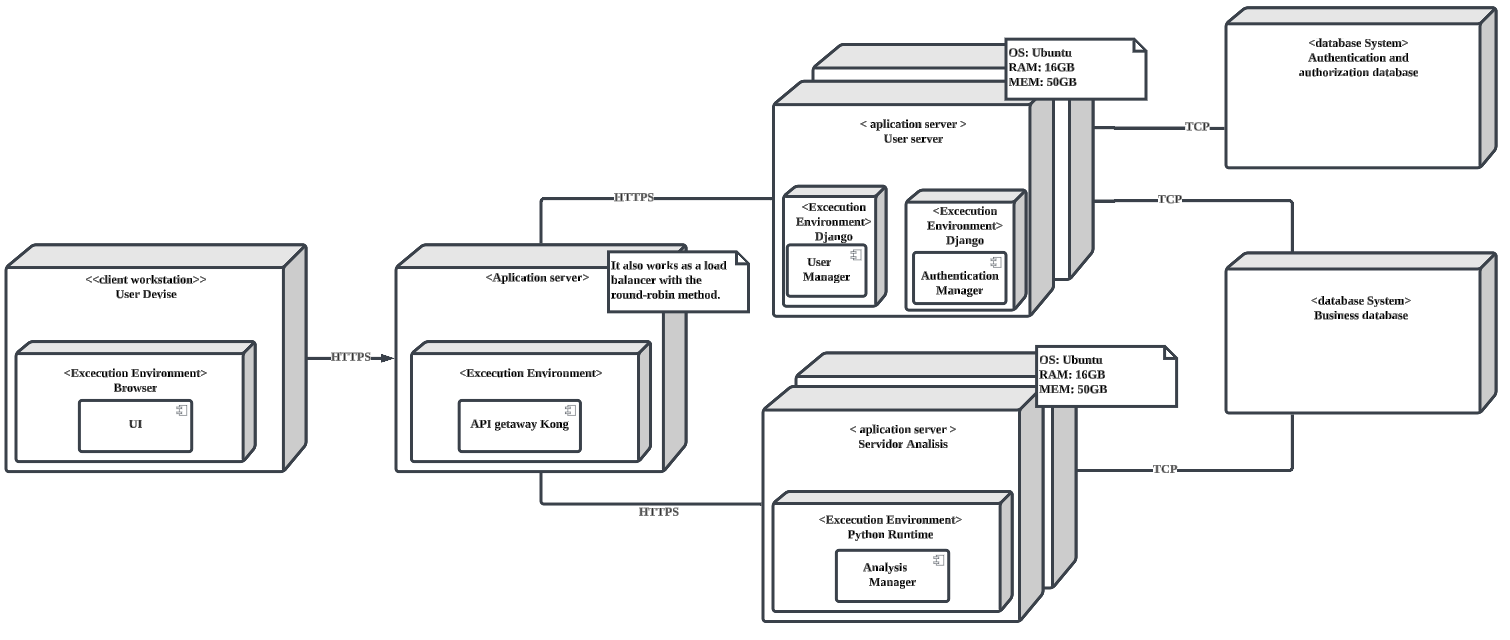 <<client workstation>>
User Devise
<Excecution Environment>
Browser
UI
HTTPS
<Aplication server>
It also works as a load
balancer with the
round-robin method.
<Excecution Environment>
API getaway Kong
HTTPS
HTTPS
OS: Ubuntu
RAM: 16GB
MEM: 50GB
< aplication server >
User server
<Excecution
Environment>
Django
User
Manager
<Excecution
Environment>
Django
Authentication
Manager
OS: Ubuntu
RAM: 16GB
MEM: 50GB
< aplication server >
Servidor Analisis
<Excecution Environment>
Python Runtime
Analysis
Manager
TCP
TCP
TCP
<database System>
Authentication and
authorization database
<database System>
Business database